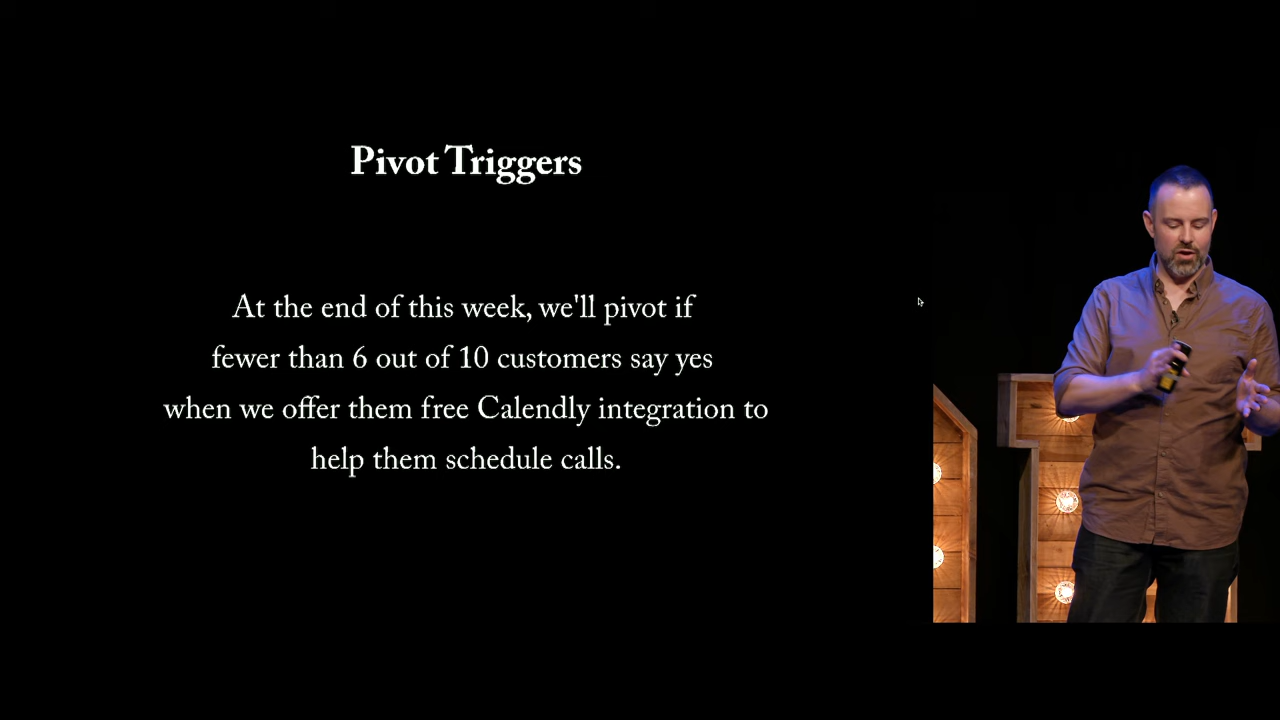 Pivot Triggers
At the end of this week, we'll pivot if
fewer than 6 out of 10 customers say yes
when we offer them free Calendly integration to
help them schedule calls.